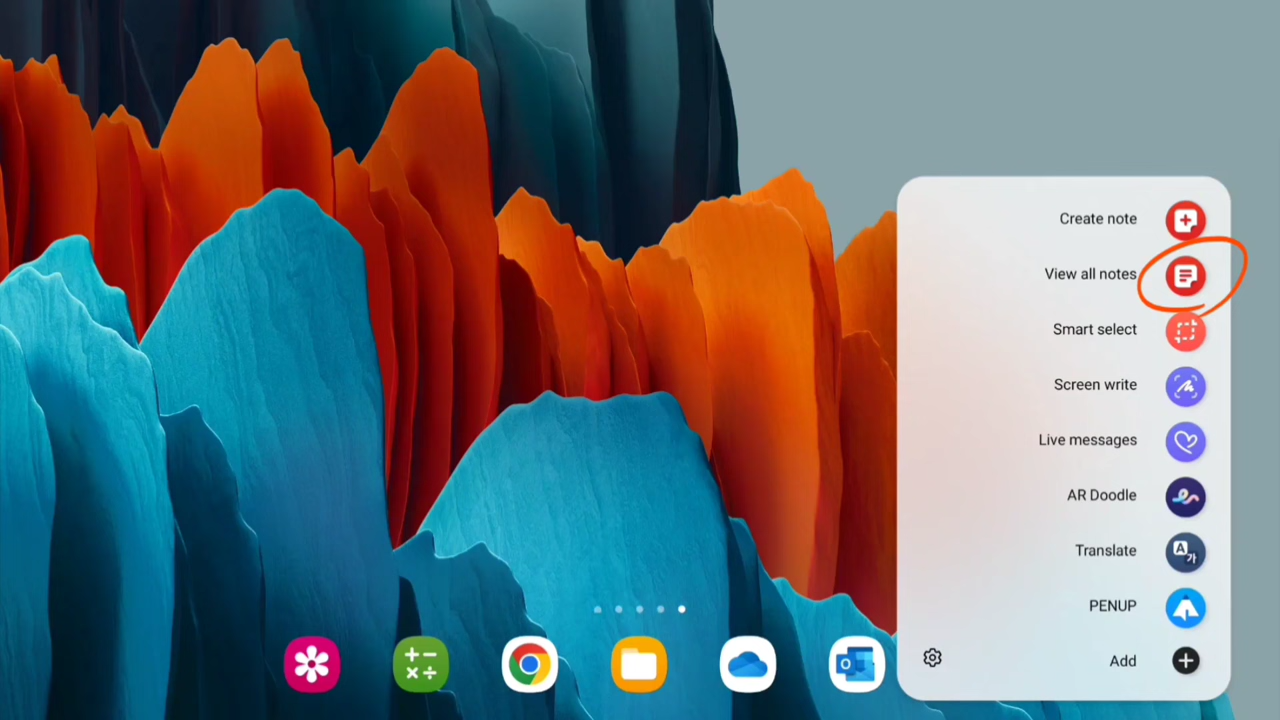 Create note
View all notes
Smart select
Screen write
Live messages
AR Doodle
Translate
PENUP
Add